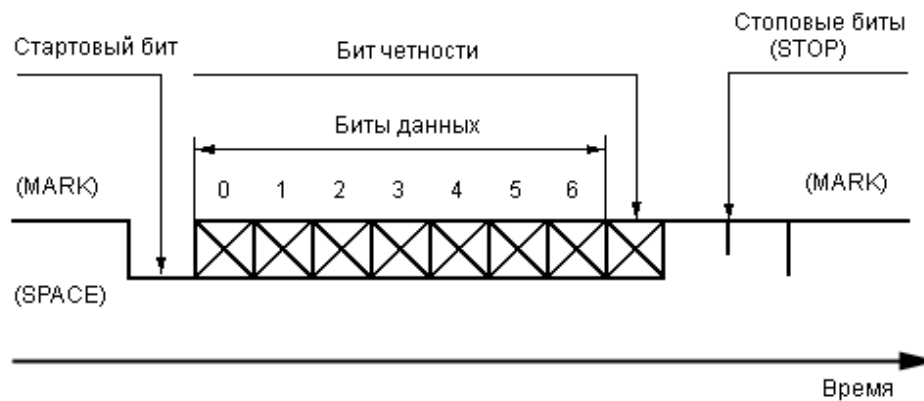 Стартовый бит
Бит четности
Стоповые биты
(STOP)
Биты данных
(MARK)
0 1 2 3 4 5 6
(MARK)
(SPACE)
Время